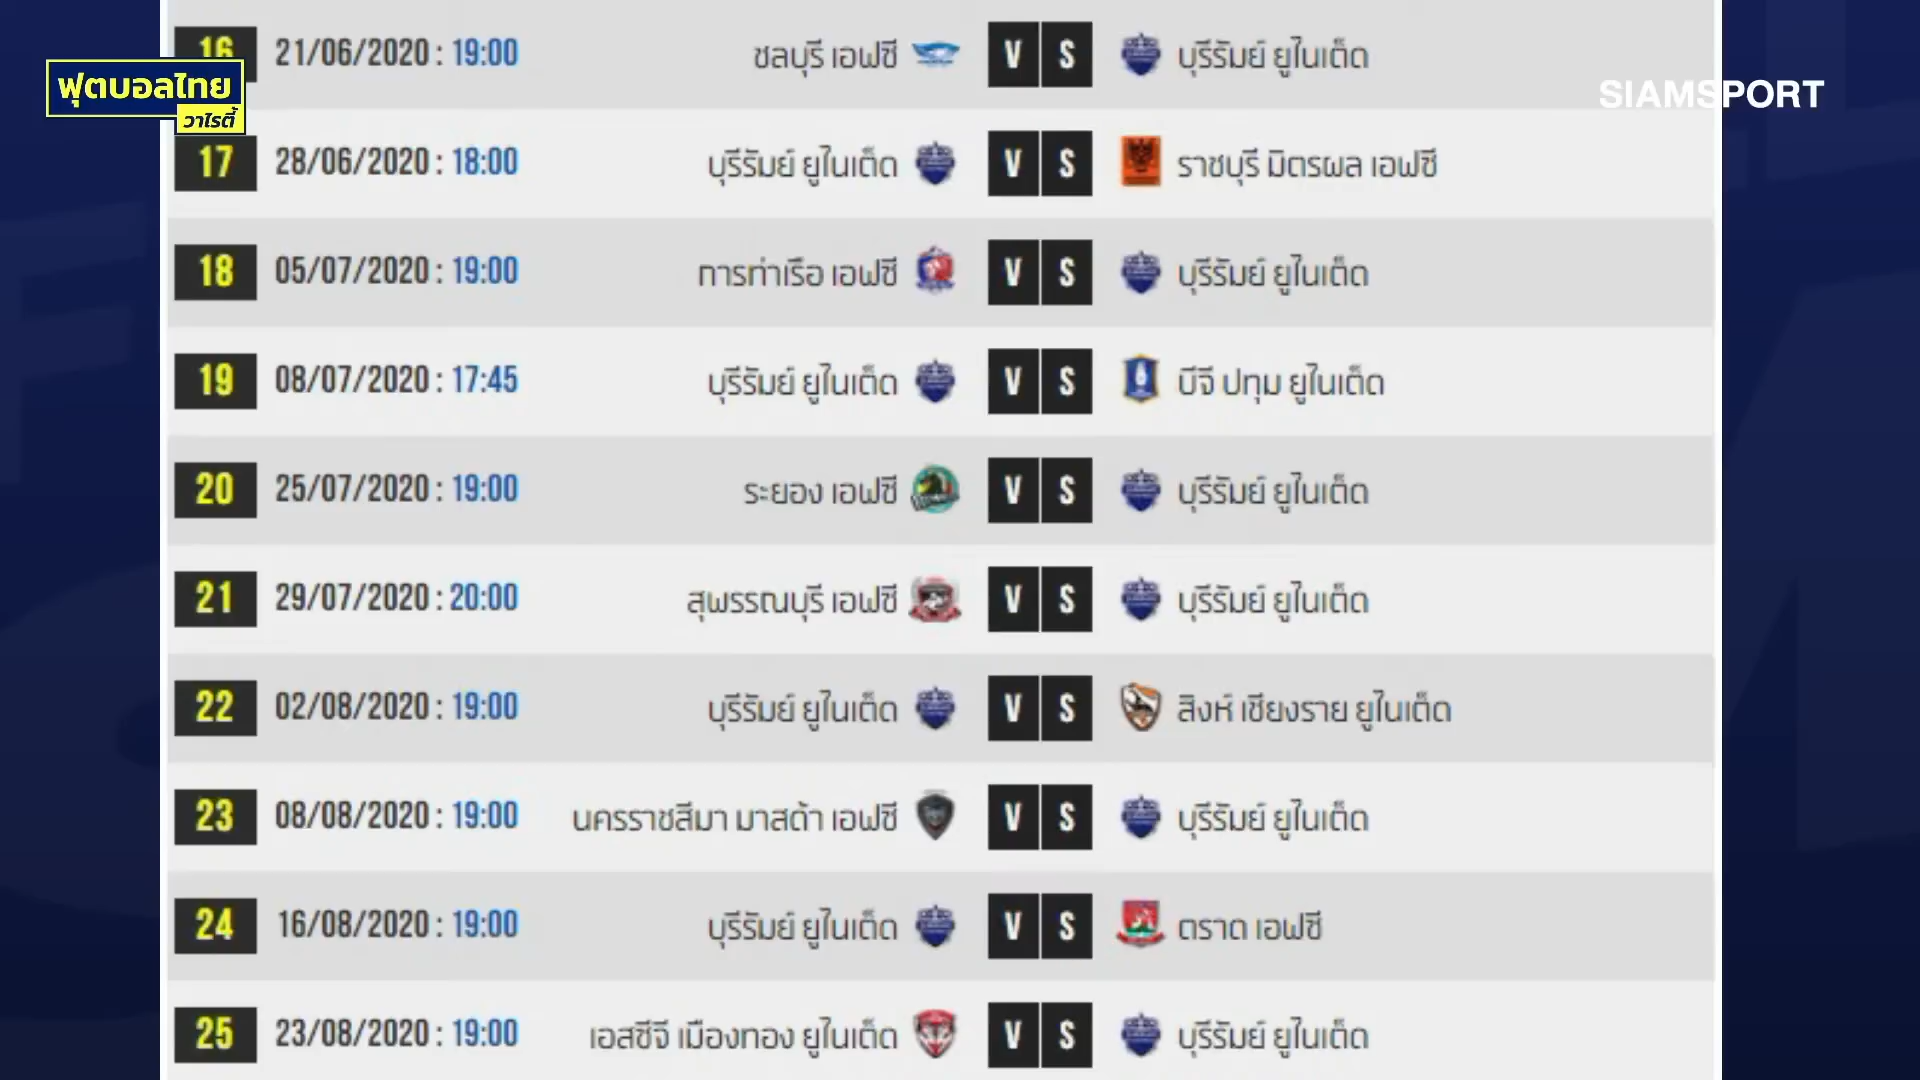 16 21/06/2020 : 19:00 ชลบุรี เอฟซี V S บุรีรัมย์ ยูไนเต็ด
ฟุตบอลไทย
วาไรตี้
SIAMSPORT
17 28/06/2020 : 18:00 บุรีรัมย์ ยูไนเต็ด V S ราชบุรี มิตรผล เอฟซี
18 05/07/2020 : 19:00 การท่าเรือ เอฟซี V S บุรีรัมย์ ยูไนเต็ด
19 08/07/2020 : 17:45 บุรีรัมย์ ยูไนเต็ด V S บีจี ปทุม ยูไนเต็ด
20 25/07/2020 : 19:00 ระยอง เอฟซี V S บุรีรัมย์ ยูไนเต็ด
21 29/07/2020 : 20:00 สุพรรณบุรี เอฟซี V S บุรีรัมย์ ยูไนเต็ด
22 02/08/2020 : 19:00 บุรีรัมย์ ยูไนเต็ด V S สิงห์ เชียงราย ยูไนเต็ด
23 08/08/2020 : 19:00 นครราชสีมา มาสด้า เอฟซี V S บุรีรัมย์ ยูไนเต็ด
24 16/08/2020 : 19:00 บุรีรัมย์ ยูไนเต็ด V S ตราด เอฟซี
25 23/08/2020 : 19:00 เอสซีจี เมืองทอง ยูไนเต็ด V S บุรีรัมย์ ยูไนเต็ด